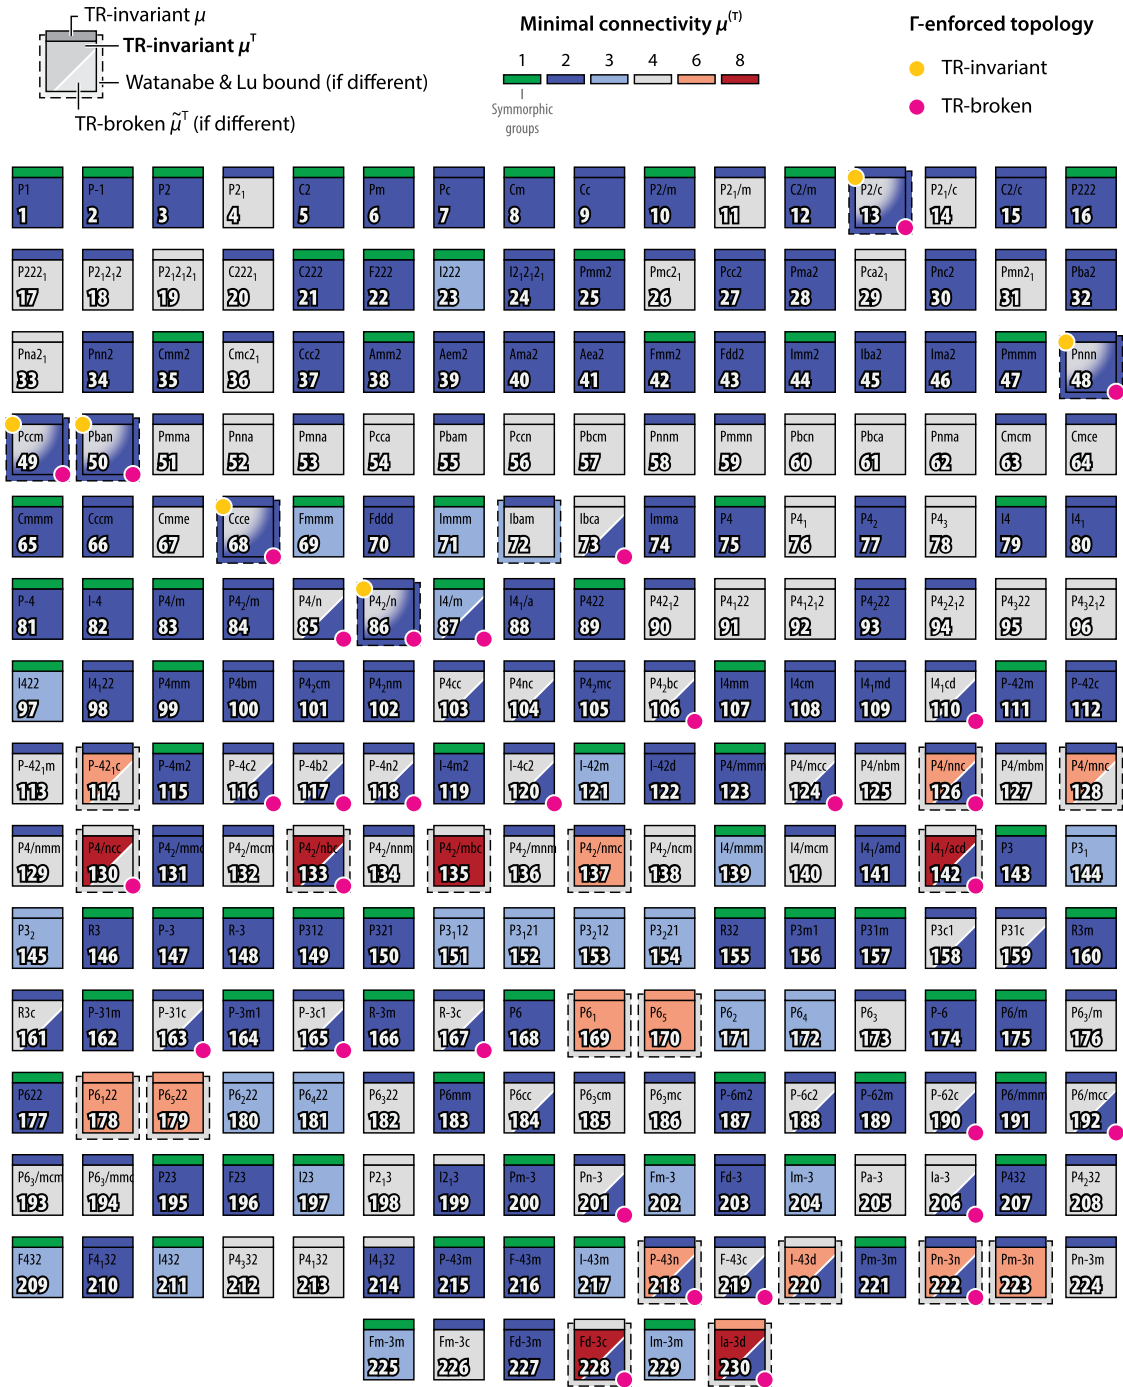 TR-invariant μ
TR-invariant μᵀ
Watanabe & Lu bound (if different)
TR-broken μ̃ᵀ (if different)
Minimal connectivity μ⁽ᵀ⁾
1 2 3 4 6 8
Symmorphic
groups
Γ-enforced topology
TR-invariant
TR-broken
P1 P-1 P2 P2₁ C2 Pm Pc Cm Cc P2/m P2₁/m C2/m P2/c P2₁/c C2/c P222
1 2 3 4 5 6 7 8 9 10 11 12 13 14 15 16
P222₁ P2₁2₁2 P2₁2₁2₁ C222₁ C222 F222 I222 I2₁2₁2₁ Pmm2 Pmc2₁ Pcc2 Pma2 Pca2₁ Pnc2 Pmn2₁ Pba2
17 18 19 20 21 22 23 24 25 26 27 28 29 30 31 32
Pna2₁ Pnn2 Cmm2 Cmc2₁ Ccc2 Amm2 Aem2 Ama2 Aea2 Fmm2 Fdd2 Imm2 Iba2 Ima2 Pmmm Pnnn
33 34 35 36 37 38 39 40 41 42 43 44 45 46 47 48
Pccm Pban Pmma Pnna Pmna Pcca Pbam Pccn Pbcm Pnnm Pmmn Pbcn Pbca Pnma Cmcm Cmce
49 50 51 52 53 54 55 56 57 58 59 60 61 62 63 64
Cmmm Cccm Cmme Ccce Fmmm Fddd Immm Ibam Ibca Imma P4 P4₁ P4₂ P4₃ I4 I4₁
65 66 67 68 69 70 71 72 73 74 75 76 77 78 79 80
P-4 I-4 P4/m P4₂/m P4/n P4₂/n I4/m I4₁/a P422 P42₁2 P4₁22 P4₁2₁2 P4₂22 P4₂2₁2 P4₃22 P4₃2₁2
81 82 83 84 85 86 87 88 89 90 91 92 93 94 95 96
I422 I4₁22 P4mm P4bm P4₂cm P4₂nm P4cc P4nc P4₂mc P4₂bc I4mm I4cm I4₁md I4₁cd P-42m P-42c
97 98 99 100 101 102 103 104 105 106 107 108 109 110 111 112
P-42₁m P-42₁c P-4m2 P-4c2 P-4b2 P-4n2 I-4m2 I-4c2 I-42m I-42d P4/mmm P4/mcc P4/nbm P4/nnc P4/mbm P4/mnc
113 114 115 116 117 118 119 120 121 122 123 124 125 126 127 128
P4/nmm P4/ncc P4₂/mmc P4₂/mcm P4₂/nbc P4₂/nnm P4₂/mbc P4₂/mnm P4₂/nmc P4₂/ncm I4/mmm I4/mcm I4₁/amd I4₁/acd P3 P3₁
129 130 131 132 133 134 135 136 137 138 139 140 141 142 143 144
P3₂ R3 P-3 R-3 P312 P321 P3₁12 P3₁21 P3₂12 P3₂21 R32 P3m1 P31m P3c1 P31c R3m
145 146 147 148 149 150 151 152 153 154 155 156 157 158 159 160
R3c P-31m P-31c P-3m1 P-3c1 R-3m R-3c P6 P6₁ P6₅ P6₂ P6₄ P6₃ P-6 P6/m P6₃/m
161 162 163 164 165 166 167 168 169 170 171 172 173 174 175 176
P622 P6₁22 P6₅22 P6₂22 P6₄22 P6₃22 P6mm P6cc P6₃cm P6₃mc P-6m2 P-6c2 P-62m P-62c P6/mmm P6/mcc
177 178 179 180 181 182 183 184 185 186 187 188 189 190 191 192
P6₃/mcm P6₃/mmc P23 F23 I23 P2₁3 I2₁3 Pm-3 Pn-3 Fm-3 Fd-3 Im-3 Pa-3 Ia-3 P432 P4₂32
193 194 195 196 197 198 199 200 201 202 203 204 205 206 207 208
F432 F4₁32 I432 P4₃32 P4₁32 I4₁32 P-43m F-43m I-43m P-43n F-43c I-43d Pm-3m Pn-3n Pm-3n Pn-3m
209 210 211 212 213 214 215 216 217 218 219 220 221 222 223 224
Fm-3m Fm-3c Fd-3m Fd-3c Im-3m Ia-3d
225 226 227 228 229 230